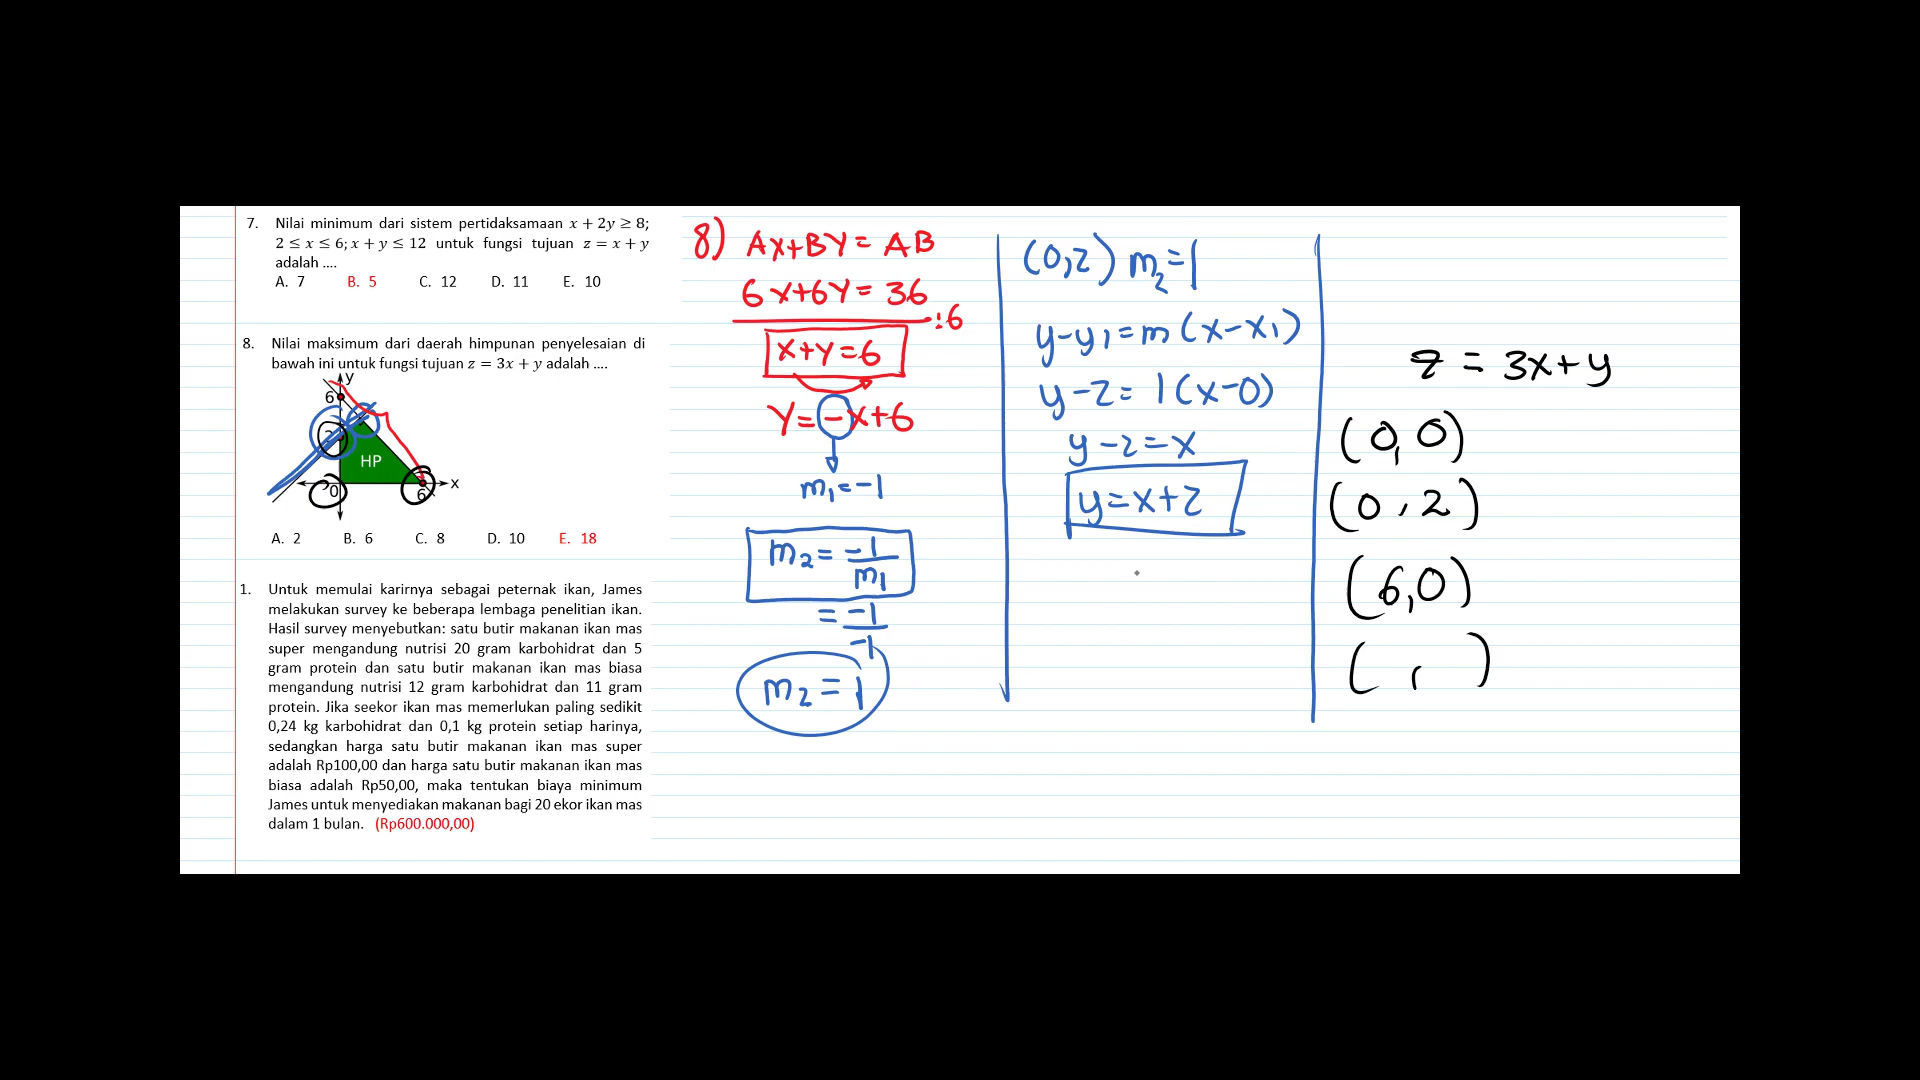 7. Nilai minimum dari sistem pertidaksamaan x + 2y ≥ 8;
2 ≤ x ≤ 6; x + y ≤ 12 untuk fungsi tujuan z = x + y
adalah ....
A. 7 B. 5 C. 12 D. 11 E. 10
8. Nilai maksimum dari daerah himpunan penyelesaian di
bawah ini untuk fungsi tujuan z = 3x + y adalah ....
y
6
2
HP
0
6
x
A. 2 B. 6 C. 8 D. 10 E. 18
1. Untuk memulai karirnya sebagai peternak ikan, James
melakukan survey ke beberapa lembaga penelitian ikan.
Hasil survey menyebutkan: satu butir makanan ikan mas
super mengandung nutrisi 20 gram karbohidrat dan 5
gram protein dan satu butir makanan ikan mas biasa
mengandung nutrisi 12 gram karbohidrat dan 11 gram
protein. Jika seekor ikan mas memerlukan paling sedikit
0,24 kg karbohidrat dan 0,1 kg protein setiap harinya,
sedangkan harga satu butir makanan ikan mas super
adalah Rp100,00 dan harga satu butir makanan ikan mas
biasa adalah Rp50,00, maka tentukan biaya minimum
James untuk menyediakan makanan bagi 20 ekor ikan mas
dalam 1 bulan. (Rp600.000,00)
8) Ax+By = AB
6x+6y = 36
:6
x+y=6
y=-x+6
m₁=-1
m₂= -1/m₁
= -1/-1
m₂ = 1
(0,2) m₂=1
y-y₁=m(x-x₁)
y-2= 1(x-0)
y-2=x
y=x+2
z = 3x+y
(0,0)
(0,2)
(6,0)
( , )